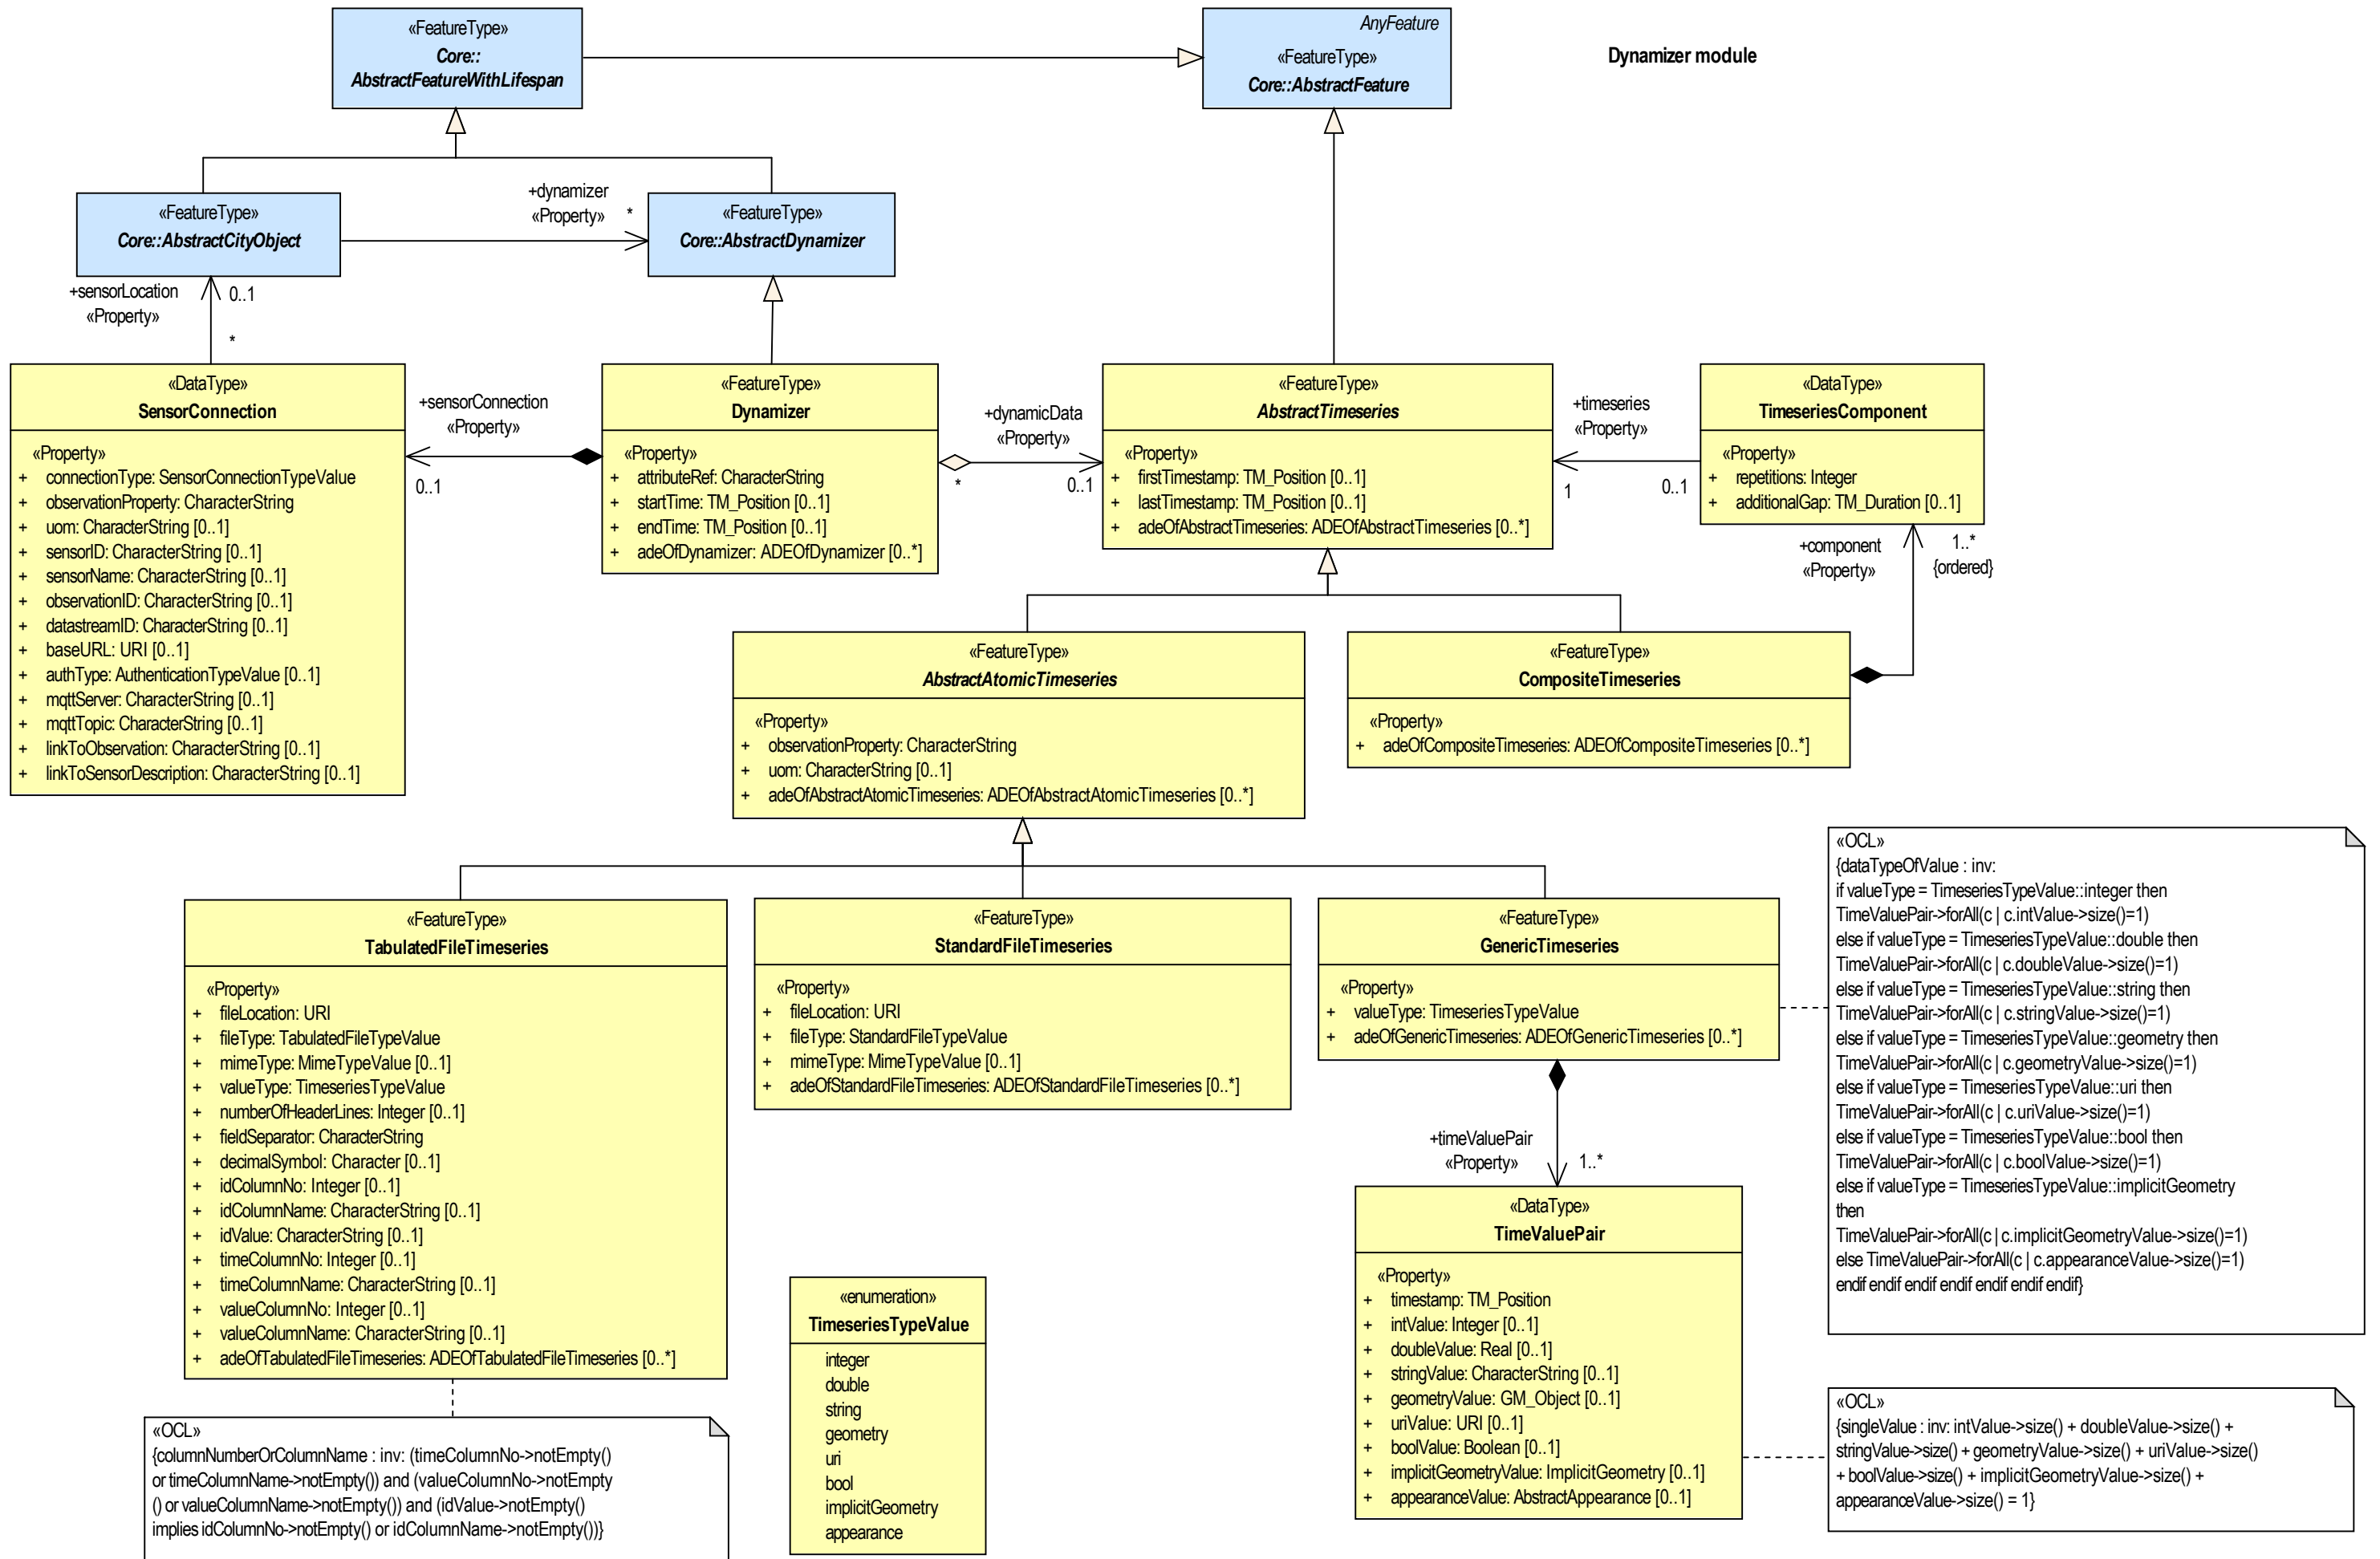 «FeatureType»
Core::
AbstractFeatureWithLifespan
AnyFeature
«FeatureType»
Core::AbstractFeature
Dynamizer module
«FeatureType»
Core::AbstractCityObject
+dynamizer
«Property»
*
«FeatureType»
Core::AbstractDynamizer
+sensorLocation
«Property»
0..1
*
«DataType»
SensorConnection
«Property»
+ connectionType: SensorConnectionTypeValue
+ observationProperty: CharacterString
+ uom: CharacterString [0..1]
+ sensorID: CharacterString [0..1]
+ sensorName: CharacterString [0..1]
+ observationID: CharacterString [0..1]
+ datastreamID: CharacterString [0..1]
+ baseURL: URI [0..1]
+ authType: AuthenticationTypeValue [0..1]
+ mqttServer: CharacterString [0..1]
+ mqttTopic: CharacterString [0..1]
+ linkToObservation: CharacterString [0..1]
+ linkToSensorDescription: CharacterString [0..1]
+sensorConnection
«Property»
0..1
«FeatureType»
Dynamizer
«Property»
+ attributeRef: CharacterString
+ startTime: TM_Position [0..1]
+ endTime: TM_Position [0..1]
+ adeOfDynamizer: ADEOfDynamizer [0..*]
+dynamicData
«Property»
*
0..1
«FeatureType»
AbstractTimeseries
«Property»
+ firstTimestamp: TM_Position [0..1]
+ lastTimestamp: TM_Position [0..1]
+ adeOfAbstractTimeseries: ADEOfAbstractTimeseries [0..*]
+timeseries
«Property»
1
0..1
«DataType»
TimeseriesComponent
«Property»
+ repetitions: Integer
+ additionalGap: TM_Duration [0..1]
+component
«Property»
1..*
{ordered}
«FeatureType»
AbstractAtomicTimeseries
«Property»
+ observationProperty: CharacterString
+ uom: CharacterString [0..1]
+ adeOfAbstractAtomicTimeseries: ADEOfAbstractAtomicTimeseries [0..*]
«FeatureType»
CompositeTimeseries
«Property»
+ adeOfCompositeTimeseries: ADEOfCompositeTimeseries [0..*]
«FeatureType»
TabulatedFileTimeseries
«Property»
+ fileLocation: URI
+ fileType: TabulatedFileTypeValue
+ mimeType: MimeTypeValue [0..1]
+ valueType: TimeseriesTypeValue
+ numberOfHeaderLines: Integer [0..1]
+ fieldSeparator: CharacterString
+ decimalSymbol: Character [0..1]
+ idColumnNo: Integer [0..1]
+ idColumnName: CharacterString [0..1]
+ idValue: CharacterString [0..1]
+ timeColumnNo: Integer [0..1]
+ timeColumnName: CharacterString [0..1]
+ valueColumnNo: Integer [0..1]
+ valueColumnName: CharacterString [0..1]
+ adeOfTabulatedFileTimeseries: ADEOfTabulatedFileTimeseries [0..*]
«FeatureType»
StandardFileTimeseries
«Property»
+ fileLocation: URI
+ fileType: StandardFileTypeValue
+ mimeType: MimeTypeValue [0..1]
+ adeOfStandardFileTimeseries: ADEOfStandardFileTimeseries [0..*]
«FeatureType»
GenericTimeseries
«Property»
+ valueType: TimeseriesTypeValue
+ adeOfGenericTimeseries: ADEOfGenericTimeseries [0..*]
+timeValuePair
«Property»
1..*
«OCL»
{dataTypeOfValue : inv:
if valueType = TimeseriesTypeValue::integer then
TimeValuePair->forAll(c | c.intValue->size()=1)
else if valueType = TimeseriesTypeValue::double then
TimeValuePair->forAll(c | c.doubleValue->size()=1)
else if valueType = TimeseriesTypeValue::string then
TimeValuePair->forAll(c | c.stringValue->size()=1)
else if valueType = TimeseriesTypeValue::geometry then
TimeValuePair->forAll(c | c.geometryValue->size()=1)
else if valueType = TimeseriesTypeValue::uri then
TimeValuePair->forAll(c | c.uriValue->size()=1)
else if valueType = TimeseriesTypeValue::bool then
TimeValuePair->forAll(c | c.boolValue->size()=1)
else if valueType = TimeseriesTypeValue::implicitGeometry
then
TimeValuePair->forAll(c | c.implicitGeometryValue->size()=1)
else TimeValuePair->forAll(c | c.appearanceValue->size()=1)
endif endif endif endif endif endif endif}
«DataType»
TimeValuePair
«Property»
+ timestamp: TM_Position
+ intValue: Integer [0..1]
+ doubleValue: Real [0..1]
+ stringValue: CharacterString [0..1]
+ geometryValue: GM_Object [0..1]
+ uriValue: URI [0..1]
+ boolValue: Boolean [0..1]
+ implicitGeometryValue: ImplicitGeometry [0..1]
+ appearanceValue: AbstractAppearance [0..1]
«enumeration»
TimeseriesTypeValue
integer
double
string
geometry
uri
bool
implicitGeometry
appearance
«OCL»
{singleValue : inv: intValue->size() + doubleValue->size() +
stringValue->size() + geometryValue->size() + uriValue->size()
+ boolValue->size() + implicitGeometryValue->size() +
appearanceValue->size() = 1}
«OCL»
{columnNumberOrColumnName : inv: (timeColumnNo->notEmpty()
or timeColumnName->notEmpty()) and (valueColumnNo->notEmpty
() or valueColumnName->notEmpty()) and (idValue->notEmpty()
implies idColumnNo->notEmpty() or idColumnName->notEmpty())}